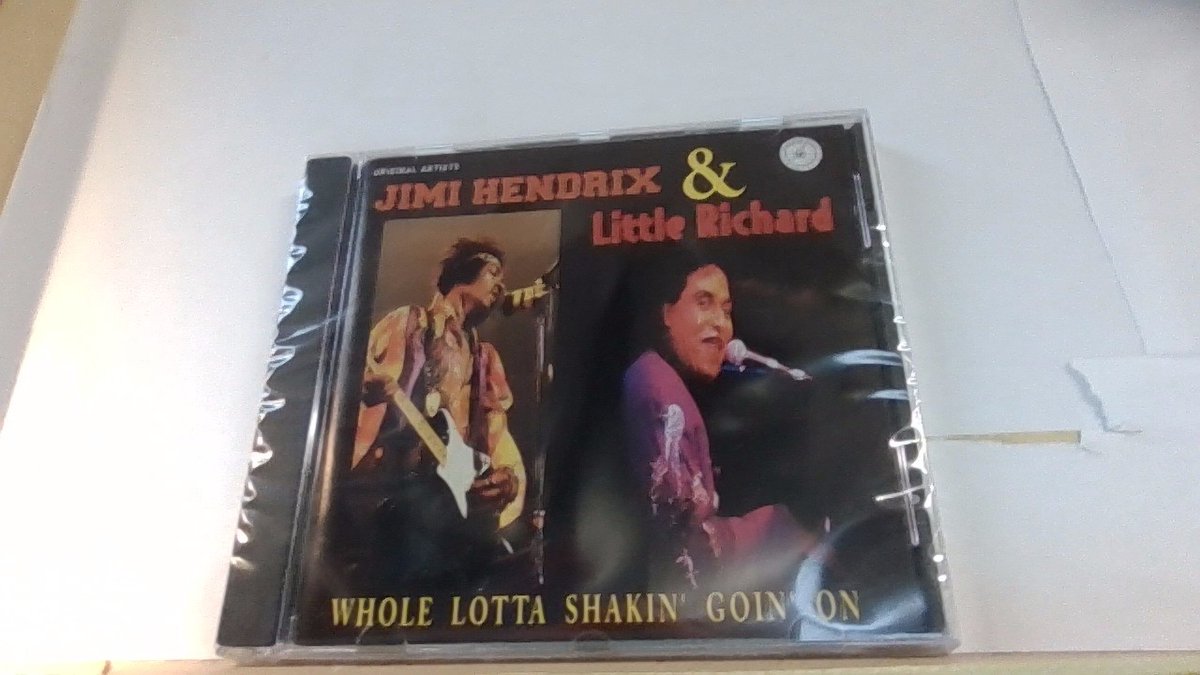 ORIGINAL ARTISTS
JIMI HENDRIX &
Little Richard
WHOLE LOTTA SHAKIN' GOIN' ON